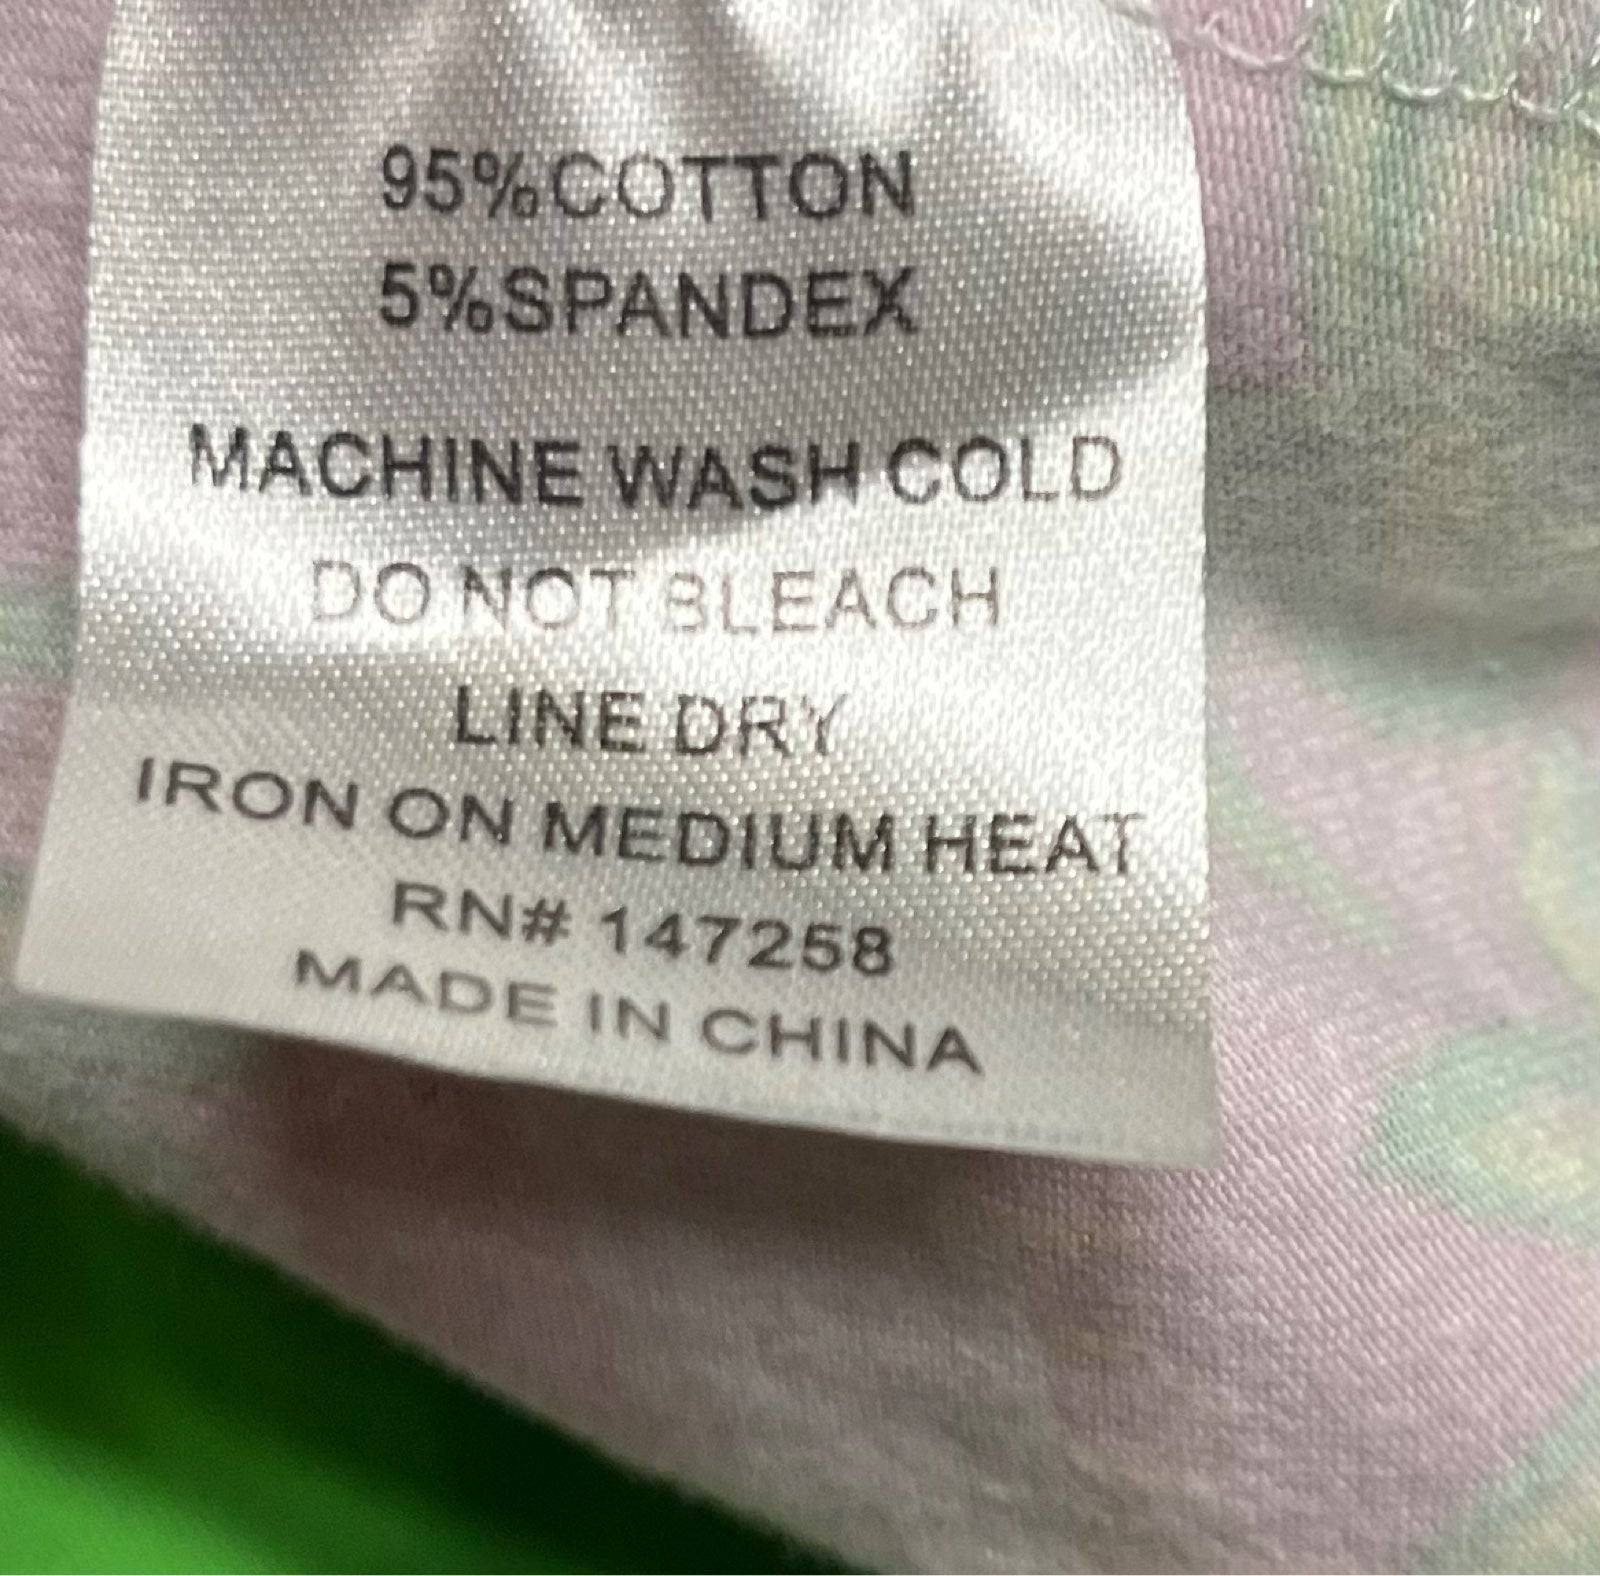 95%COTTON
5%SPANDEX
MACHINE WASH COLD
DO NOT BLEACH
LINE DRY
IRON ON MEDIUM HEAT
RN# 147258
MADE IN CHINA